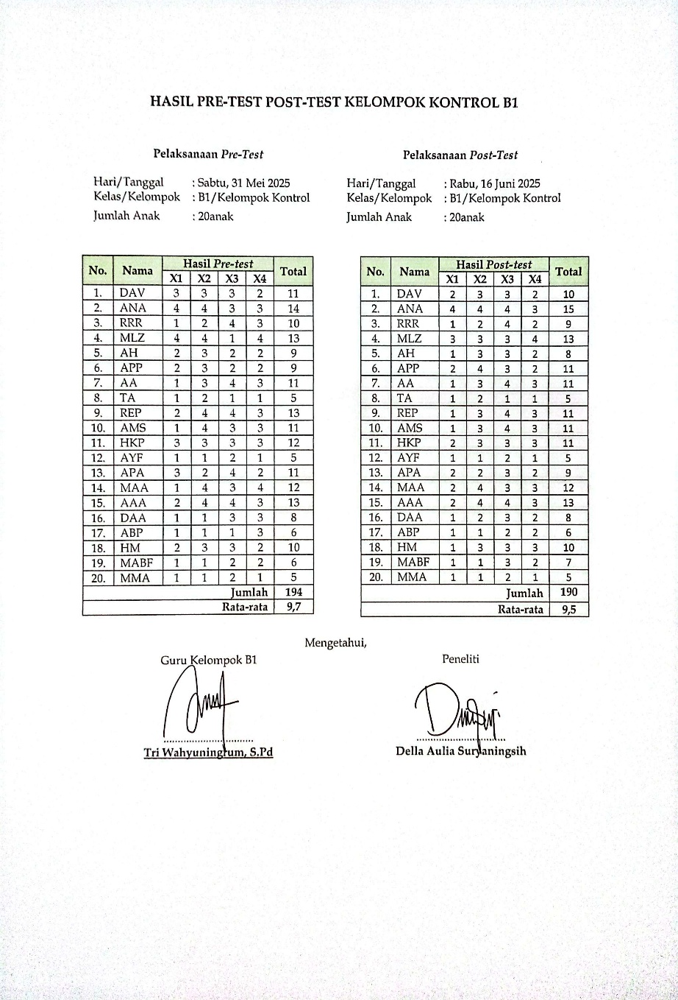 HASIL PRE-TEST POST-TEST KELOMPOK KONTROL B1
Pelaksanaan Pre-Test
Hari/Tanggal : Sabtu, 31 Mei 2025
Kelas/Kelompok : B1/Kelompok Kontrol
Jumlah Anak : 20anak
No. Nama Hasil Pre-test Total
X1 X2 X3 X4
1. DAV 3 3 3 2 11
2. ANA 4 4 3 3 14
3. RRR 1 2 4 3 10
4. MLZ 4 4 1 4 13
5. AH 2 3 2 2 9
6. APP 2 3 2 2 9
7. AA 1 3 4 3 11
8. TA 1 2 1 1 5
9. REP 2 4 4 3 13
10. AMS 1 4 3 3 11
11. HKP 3 3 3 3 12
12. AYF 1 1 2 1 5
13. APA 3 2 4 2 11
14. MAA 1 4 3 4 12
15. AAA 2 4 4 3 13
16. DAA 1 1 3 3 8
17. ABP 1 1 1 3 6
18. HM 2 3 3 2 10
19. MABF 1 1 2 2 6
20. MMA 1 1 2 1 5
Jumlah 194
Rata-rata 9,7
Pelaksanaan Post-Test
Hari/Tanggal : Rabu, 16 Juni 2025
Kelas/Kelompok : B1/Kelompok Kontrol
Jumlah Anak : 20anak
No. Nama Hasil Post-test Total
X1 X2 X3 X4
1. DAV 2 3 3 2 10
2. ANA 4 4 4 3 15
3. RRR 1 2 4 2 9
4. MLZ 3 3 3 4 13
5. AH 1 3 3 2 8
6. APP 2 4 3 2 11
7. AA 1 3 4 3 11
8. TA 1 2 1 1 5
9. REP 1 3 4 3 11
10. AMS 1 3 4 3 11
11. HKP 2 3 3 3 11
12. AYF 1 1 2 1 5
13. APA 2 2 3 2 9
14. MAA 2 4 3 3 12
15. AAA 2 4 4 3 13
16. DAA 1 2 3 2 8
17. ABP 1 1 2 2 6
18. HM 1 3 3 3 10
19. MABF 1 1 3 2 7
20. MMA 1 1 2 1 5
Jumlah 190
Rata-rata 9,5
Mengetahui,
Guru Kelompok B1
Tri Wahyuningrum, S.Pd
Peneliti
Della Aulia Suryaningsih